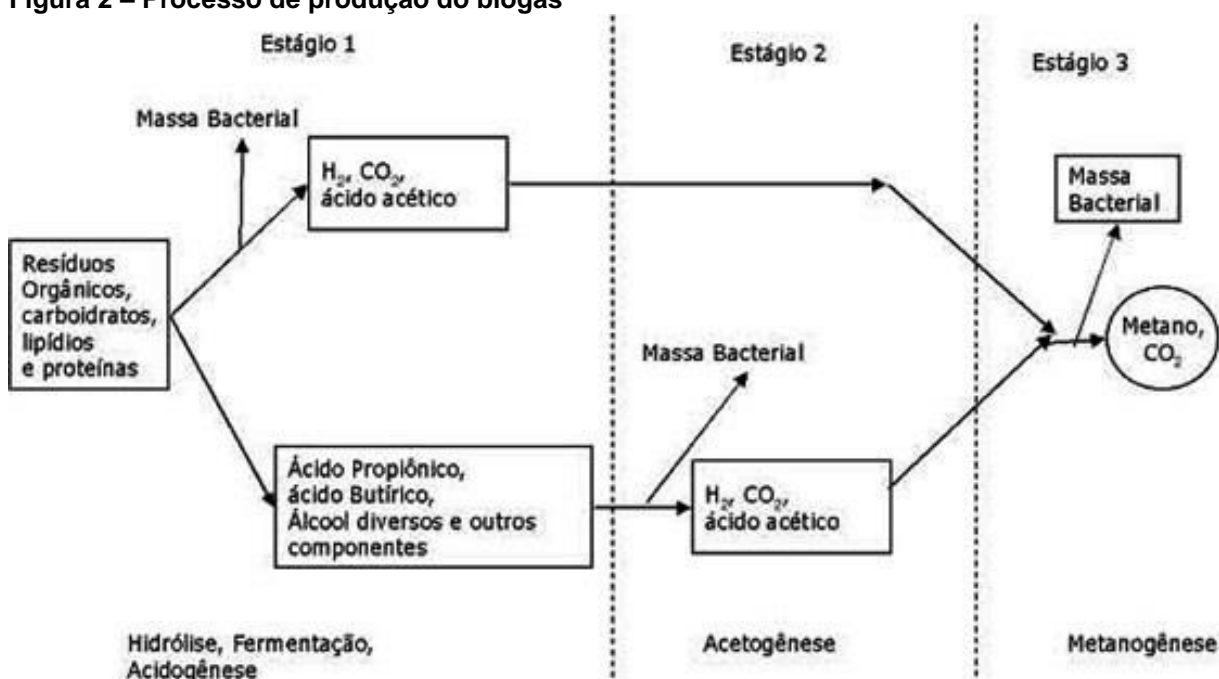 Figura 2 – Processo de produção do biogás
Estágio 1
Estágio 2
Estágio 3
Massa Bacterial
H₂, CO₂,
ácido acético
Massa
Bacterial
Resíduos
Orgânicos,
carboidratos,
lipídios
e proteínas
Metano,
CO₂
Massa Bacterial
Ácido Propiônico,
ácido Butírico,
Álcool diversos e outros
componentes
H₂, CO₂,
ácido acético
Hidrólise, Fermentação,
Acidogênese
Acetogênese
Metanogênese